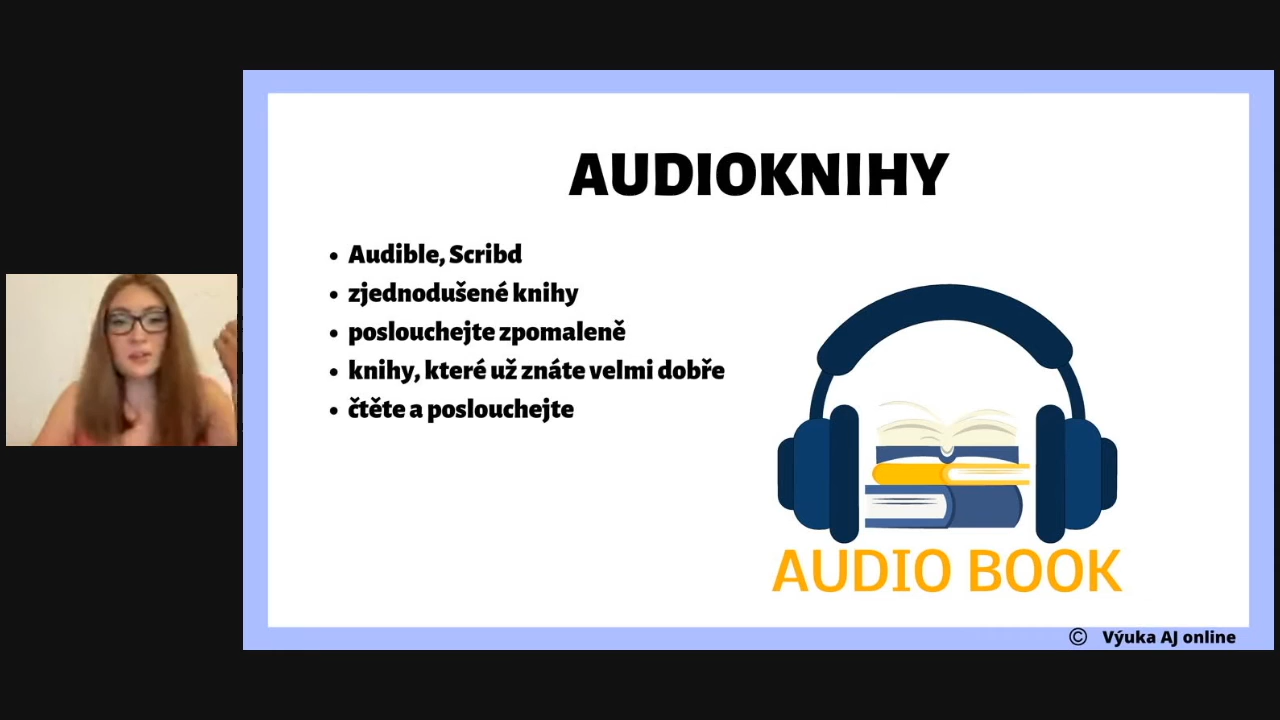 AUDIOKNIHY
• Audible, Scribd
• zjednodušené knihy
• poslouchejte zpomaleně
• knihy, které už znáte velmi dobře
• čtěte a poslouchejte
AUDIO BOOK
© Výuka AJ online